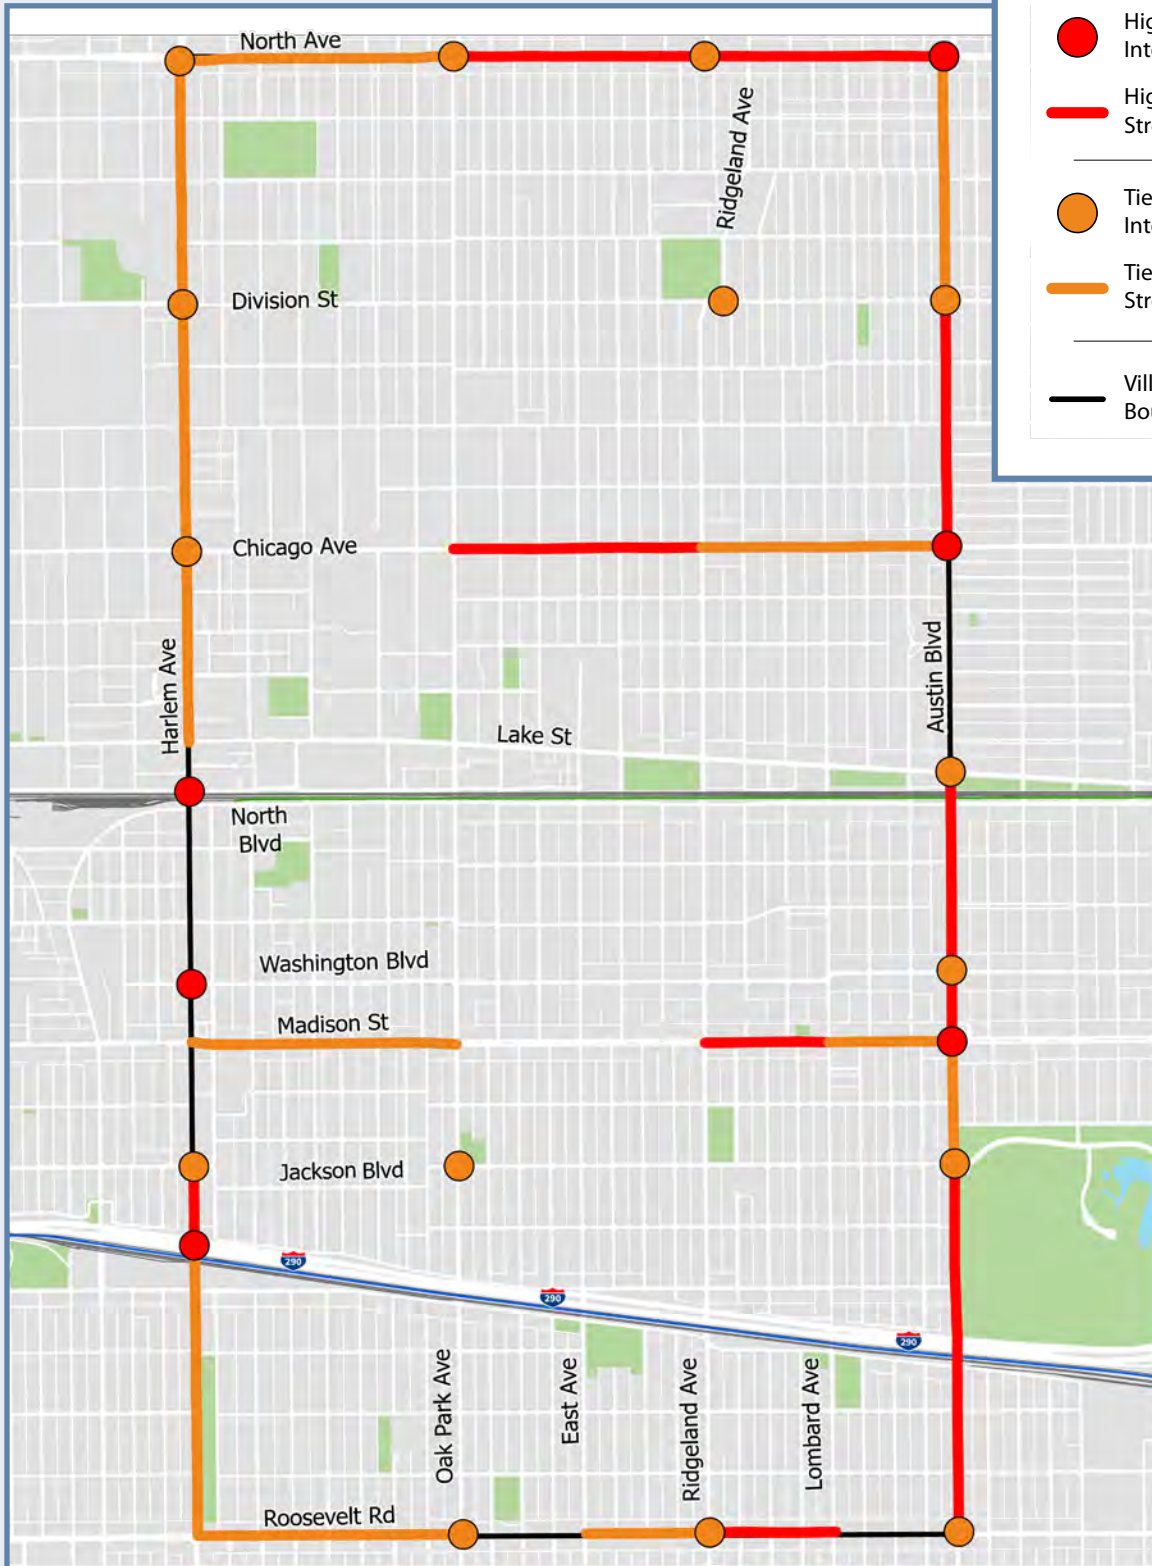 North Ave
Ridgeland Ave
Division St
Chicago Ave
Harlem Ave
Austin Blvd
Lake St
North
Blvd
Washington Blvd
Madison St
Jackson Blvd
290
290
290
Oak Park Ave
East Ave
Ridgeland Ave
Lombard Ave
Roosevelt Rd